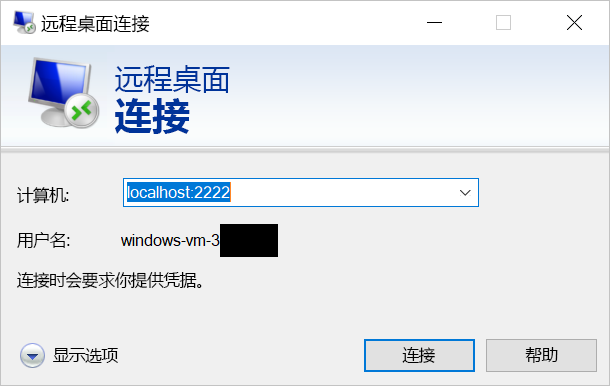 远程桌面连接
远程桌面
连接
计算机: localhost:2222
用户名: windows-vm-3
连接时会要求你提供凭据。
显示选项 连接 帮助